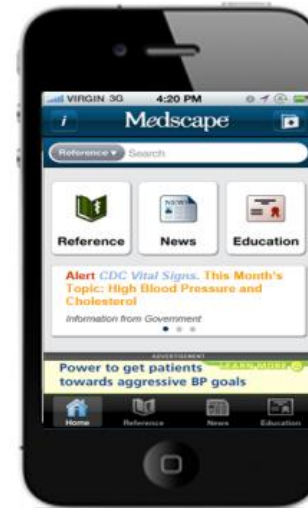 VIRGIN 3G 4:20 PM
i Medscape
Reference ▾ Search
NEWS
Reference News Education
Alert CDC Vital Signs. This Month's
Topic: High Blood Pressure and
Cholesterol
Information from Government
ADVERTISEMENT
Power to get patients LEARN MORE
towards aggressive BP goals
Home Reference News Education